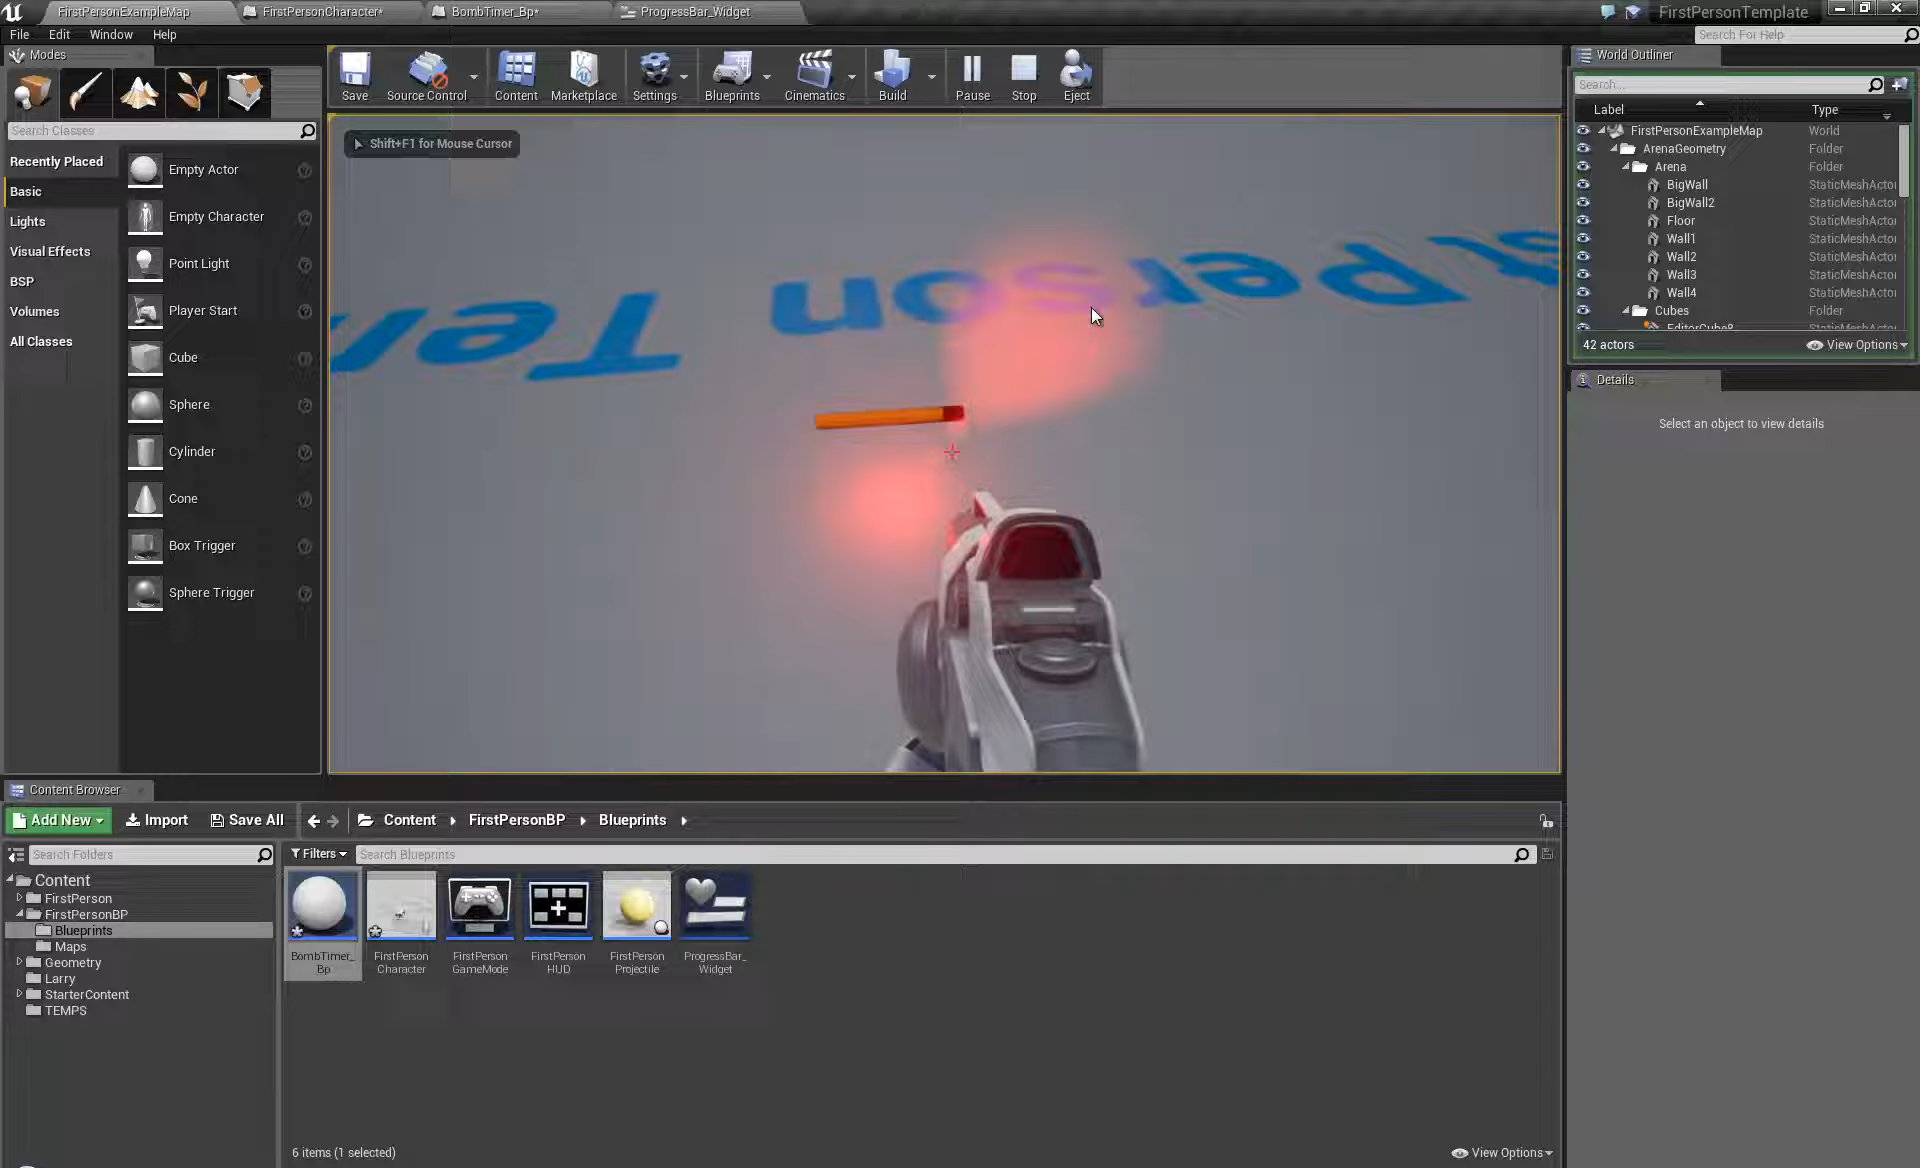 FirstPersonExampleMap
FirstPersonCharacter*
BombTimer_Bp*
ProgressBar_Widget
FirstPersonTemplate
File Edit Window Help
Search For Help
Modes
World Outliner
Save
Source Control
Content
Marketplace
Settings
Blueprints
Cinematics
Build
Pause
Stop
Eject
Search Classes
Recently Placed
Basic
Lights
Visual Effects
BSP
Volumes
All Classes
Empty Actor
Empty Character
Point Light
Player Start
Cube
Sphere
Cylinder
Cone
Box Trigger
Sphere Trigger
Shift+F1 for Mouse Cursor
st Person Tem
Search...
Label Type
FirstPersonExampleMap World
ArenaGeometry Folder
Arena Folder
BigWall StaticMeshActor
BigWall2 StaticMeshActor
Floor StaticMeshActor
Wall1 StaticMeshActor
Wall2 StaticMeshActor
Wall3 StaticMeshActor
Wall4 StaticMeshActor
Cubes Folder
EditorCube8 StaticMeshActor
42 actors
View Options
Details
Select an object to view details
Content Browser
Add New
Import
Save All
Content
FirstPersonBP
Blueprints
Search Folders
Filters
Search Blueprints
Content
FirstPerson
FirstPersonBP
Blueprints
Maps
Geometry
Larry
StarterContent
TEMPS
BombTimer_
Bp
FirstPerson
Character
FirstPerson
GameMode
FirstPerson
HUD
FirstPerson
Projectile
ProgressBar_
Widget
6 items (1 selected)
View Options